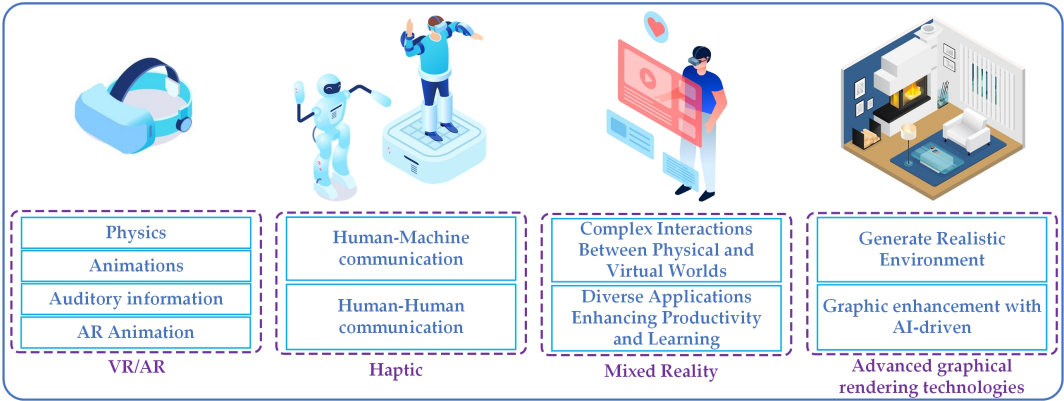 Physics
Animations
Auditory information
AR Animation
VR/AR
Human-Machine
communication
Human-Human
communication
Haptic
Complex Interactions
Between Physical and
Virtual Worlds
Diverse Applications
Enhancing Productivity
and Learning
Mixed Reality
Generate Realistic
Environment
Graphic enhancement with
AI-driven
Advanced graphical
rendering technologies